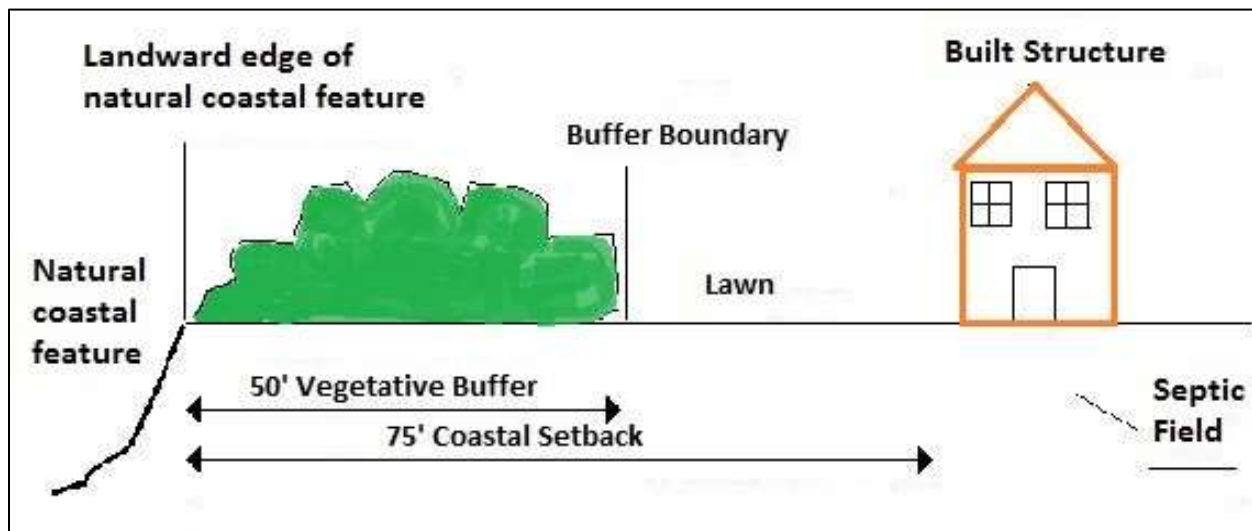 Landward edge of
natural coastal feature
Built Structure
Buffer Boundary
Natural
coastal
feature
Lawn
50' Vegetative Buffer
75' Coastal Setback
Septic
Field